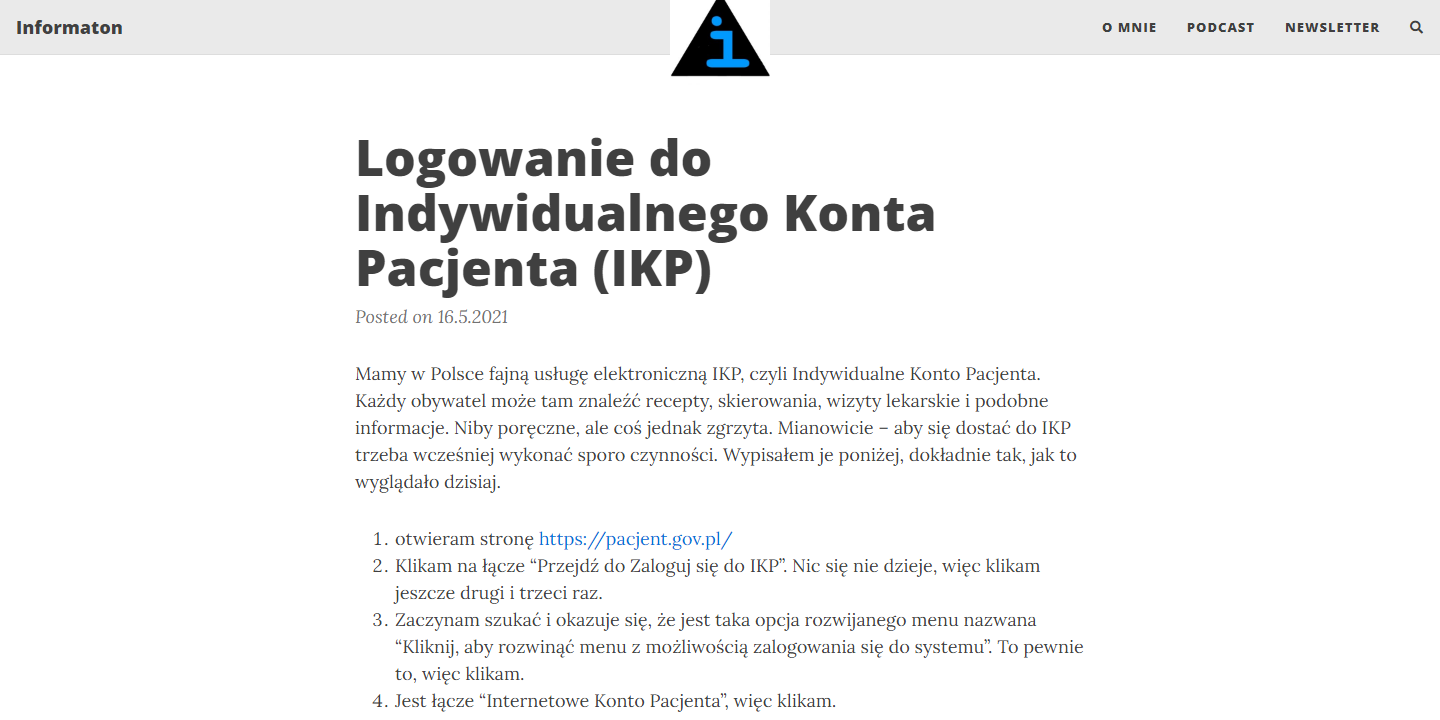 Informaton
i
O MNIE
PODCAST
NEWSLETTER
Logowanie do
Indywidualnego Konta
Pacjenta (IKP)
Posted on 16.5.2021
Mamy w Polsce fajną usługę elektroniczną IKP, czyli Indywidualne Konto Pacjenta.
Każdy obywatel może tam znaleźć recepty, skierowania, wizyty lekarskie i podobne
informacje. Niby poręczne, ale coś jednak zgrzyta. Mianowicie – aby się dostać do IKP
trzeba wcześniej wykonać sporo czynności. Wypisałem je poniżej, dokładnie tak, jak to
wyglądało dzisiaj.
1. otwieram stronę https://pacjent.gov.pl/
2. Klikam na łącze “Przejdź do Zaloguj się do IKP”. Nic się nie dzieje, więc klikam
jeszcze drugi i trzeci raz.
3. Zaczynam szukać i okazuje się, że jest taka opcja rozwijanego menu nazwana
“Kliknij, aby rozwinąć menu z możliwością zalogowania się do systemu”. To pewnie
to, więc klikam.
4. Jest łącze “Internetowe Konto Pacjenta”, więc klikam.